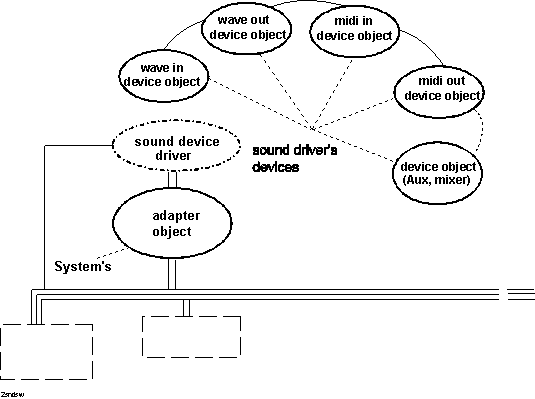 wave out
device object
midi in
device object
wave in
device object
midi out
device object
sound device
driver
sound driver's
devices
device object
(Aux, mixer)
adapter
object
System's
2sndsw